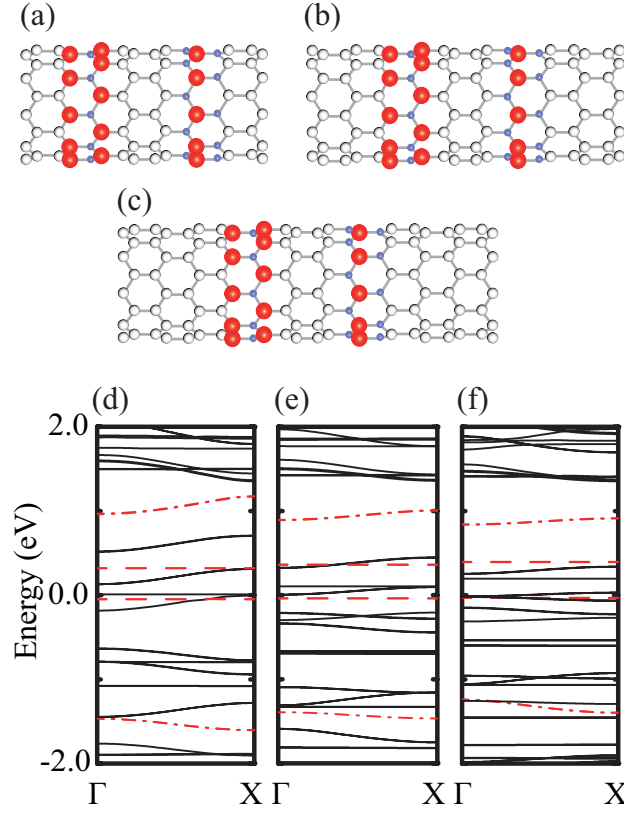 (a) (b)
(c)
(d) (e) (f)
2.0
0.0
-2.0
Energy (eV)
Γ X Γ X Γ X